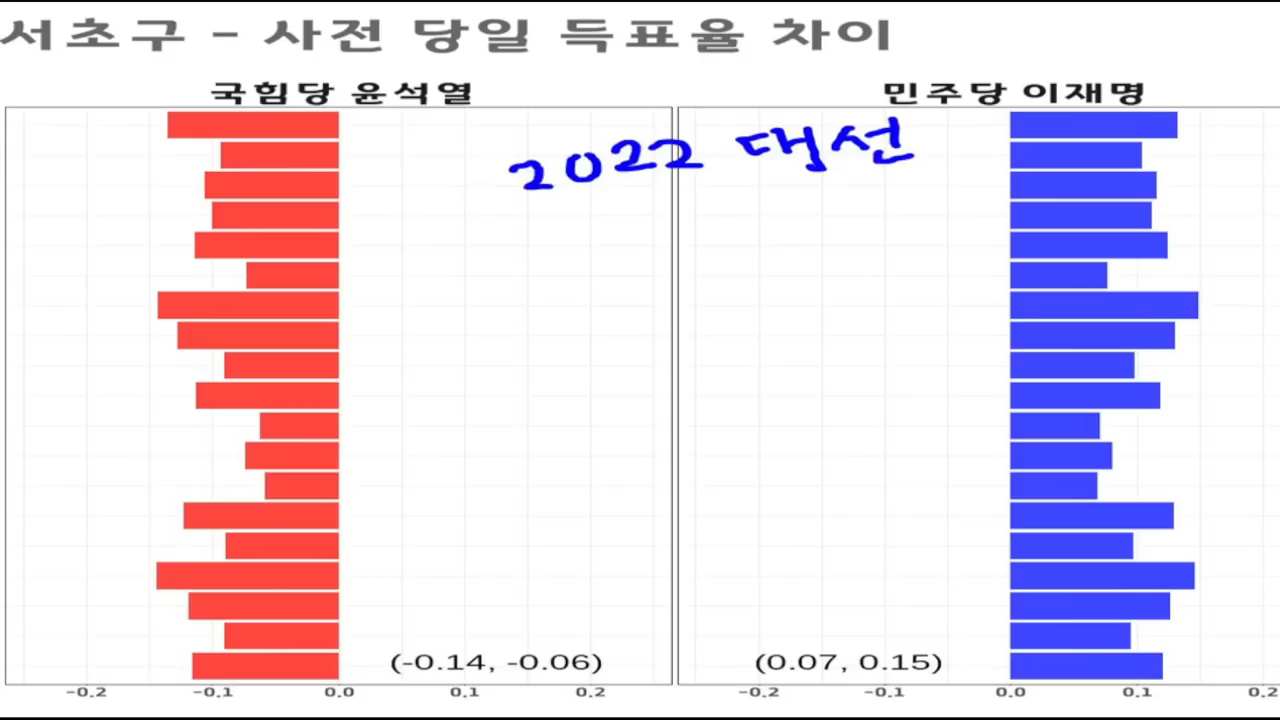 서초구 - 사전 당일 득표율 차이
국힘당 윤석열
민주당 이재명
2022 대선
(-0.14, -0.06)
(0.07, 0.15)
-0.2 -0.1 0.0 0.1 0.2
-0.2 -0.1 0.0 0.1 0.2